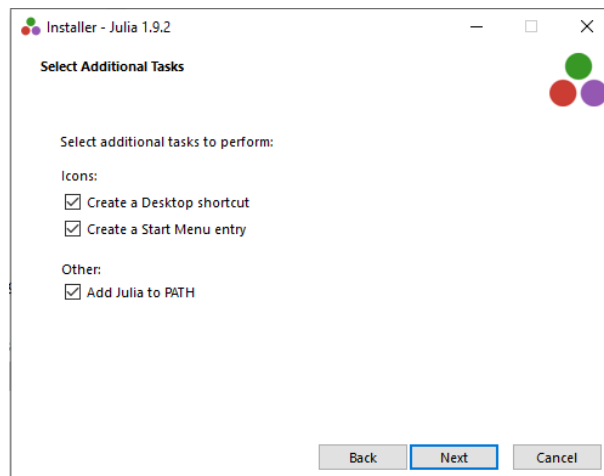 Installer - Julia 1.9.2
Select Additional Tasks
Select additional tasks to perform:
Icons:
Create a Desktop shortcut
Create a Start Menu entry
Other:
Add Julia to PATH
Back Next Cancel